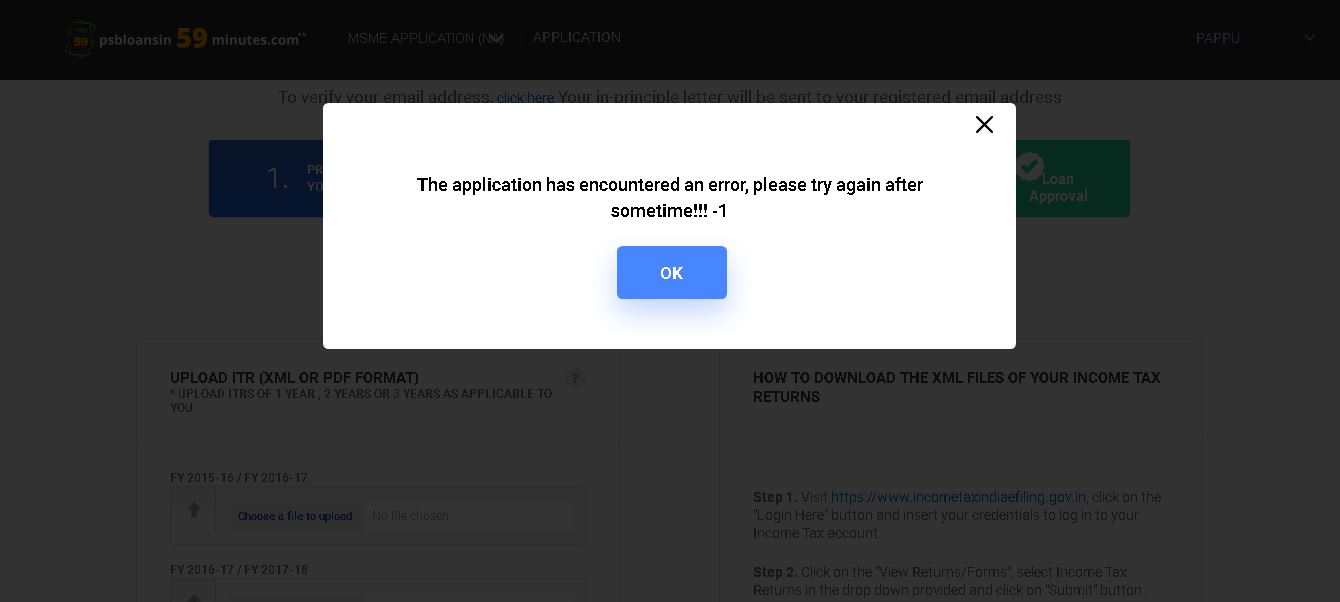 psbloansin 59 minutes.com™
MSME APPLICATION (NM)
APPLICATION
PAPPU
To verify your email address, click here Your in-principle letter will be sent to your registered email address
1.
PR
YO
Loan
Approval
The application has encountered an error, please try again after
sometime!!! -1
OK
UPLOAD ITR (XML OR PDF FORMAT)
?
* UPLOAD ITRS OF 1 YEAR , 2 YEARS OR 3 YEARS AS APPLICABLE TO
YOU
FY 2015-16 / FY 2016-17
Choose a file to upload No file chosen
FY 2016-17 / FY 2017-18
HOW TO DOWNLOAD THE XML FILES OF YOUR INCOME TAX
RETURNS
Step 1. Visit https://www.incometaxindiaefiling.gov.in, click on the
"Login Here" button and insert your credentials to log in to your
Income Tax account.
Step 2. Click on the "View Returns/Forms", select Income Tax
Returns in the drop down provided and click on "Submit" button.